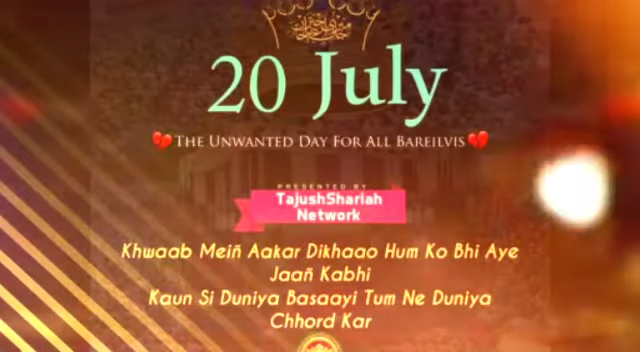 20 July
💔 THE UNWANTED DAY FOR ALL BAREILVIS 💔
PRESENTED BY
TajushShariah
Network
Khwaab Meiñ Aakar Dikhaao Hum Ko Bhi Aye
Jaañ Kabhi
Kaun Si Duniya Basaayi Tum Ne Duniya
Chhord Kar